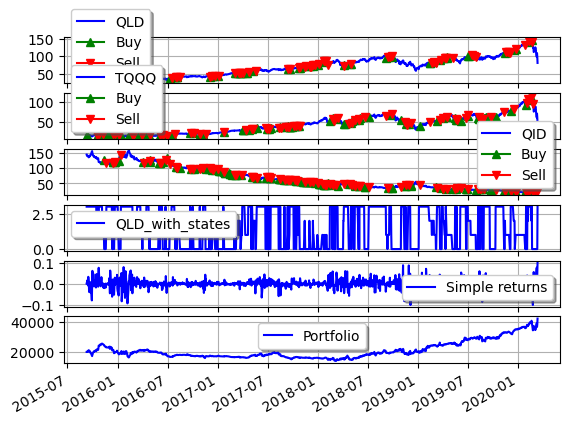 QLD
Buy
Sell
150
100
50
TQQQ
Buy
Sell
100
50
QID
Buy
Sell
150
100
50
QLD_with_states
2.5
0.0
0.1
0.0
−0.1
Simple returns
40000
20000
Portfolio
2015-07
2016-01
2016-07
2017-01
2017-07
2018-01
2018-07
2019-01
2019-07
2020-01